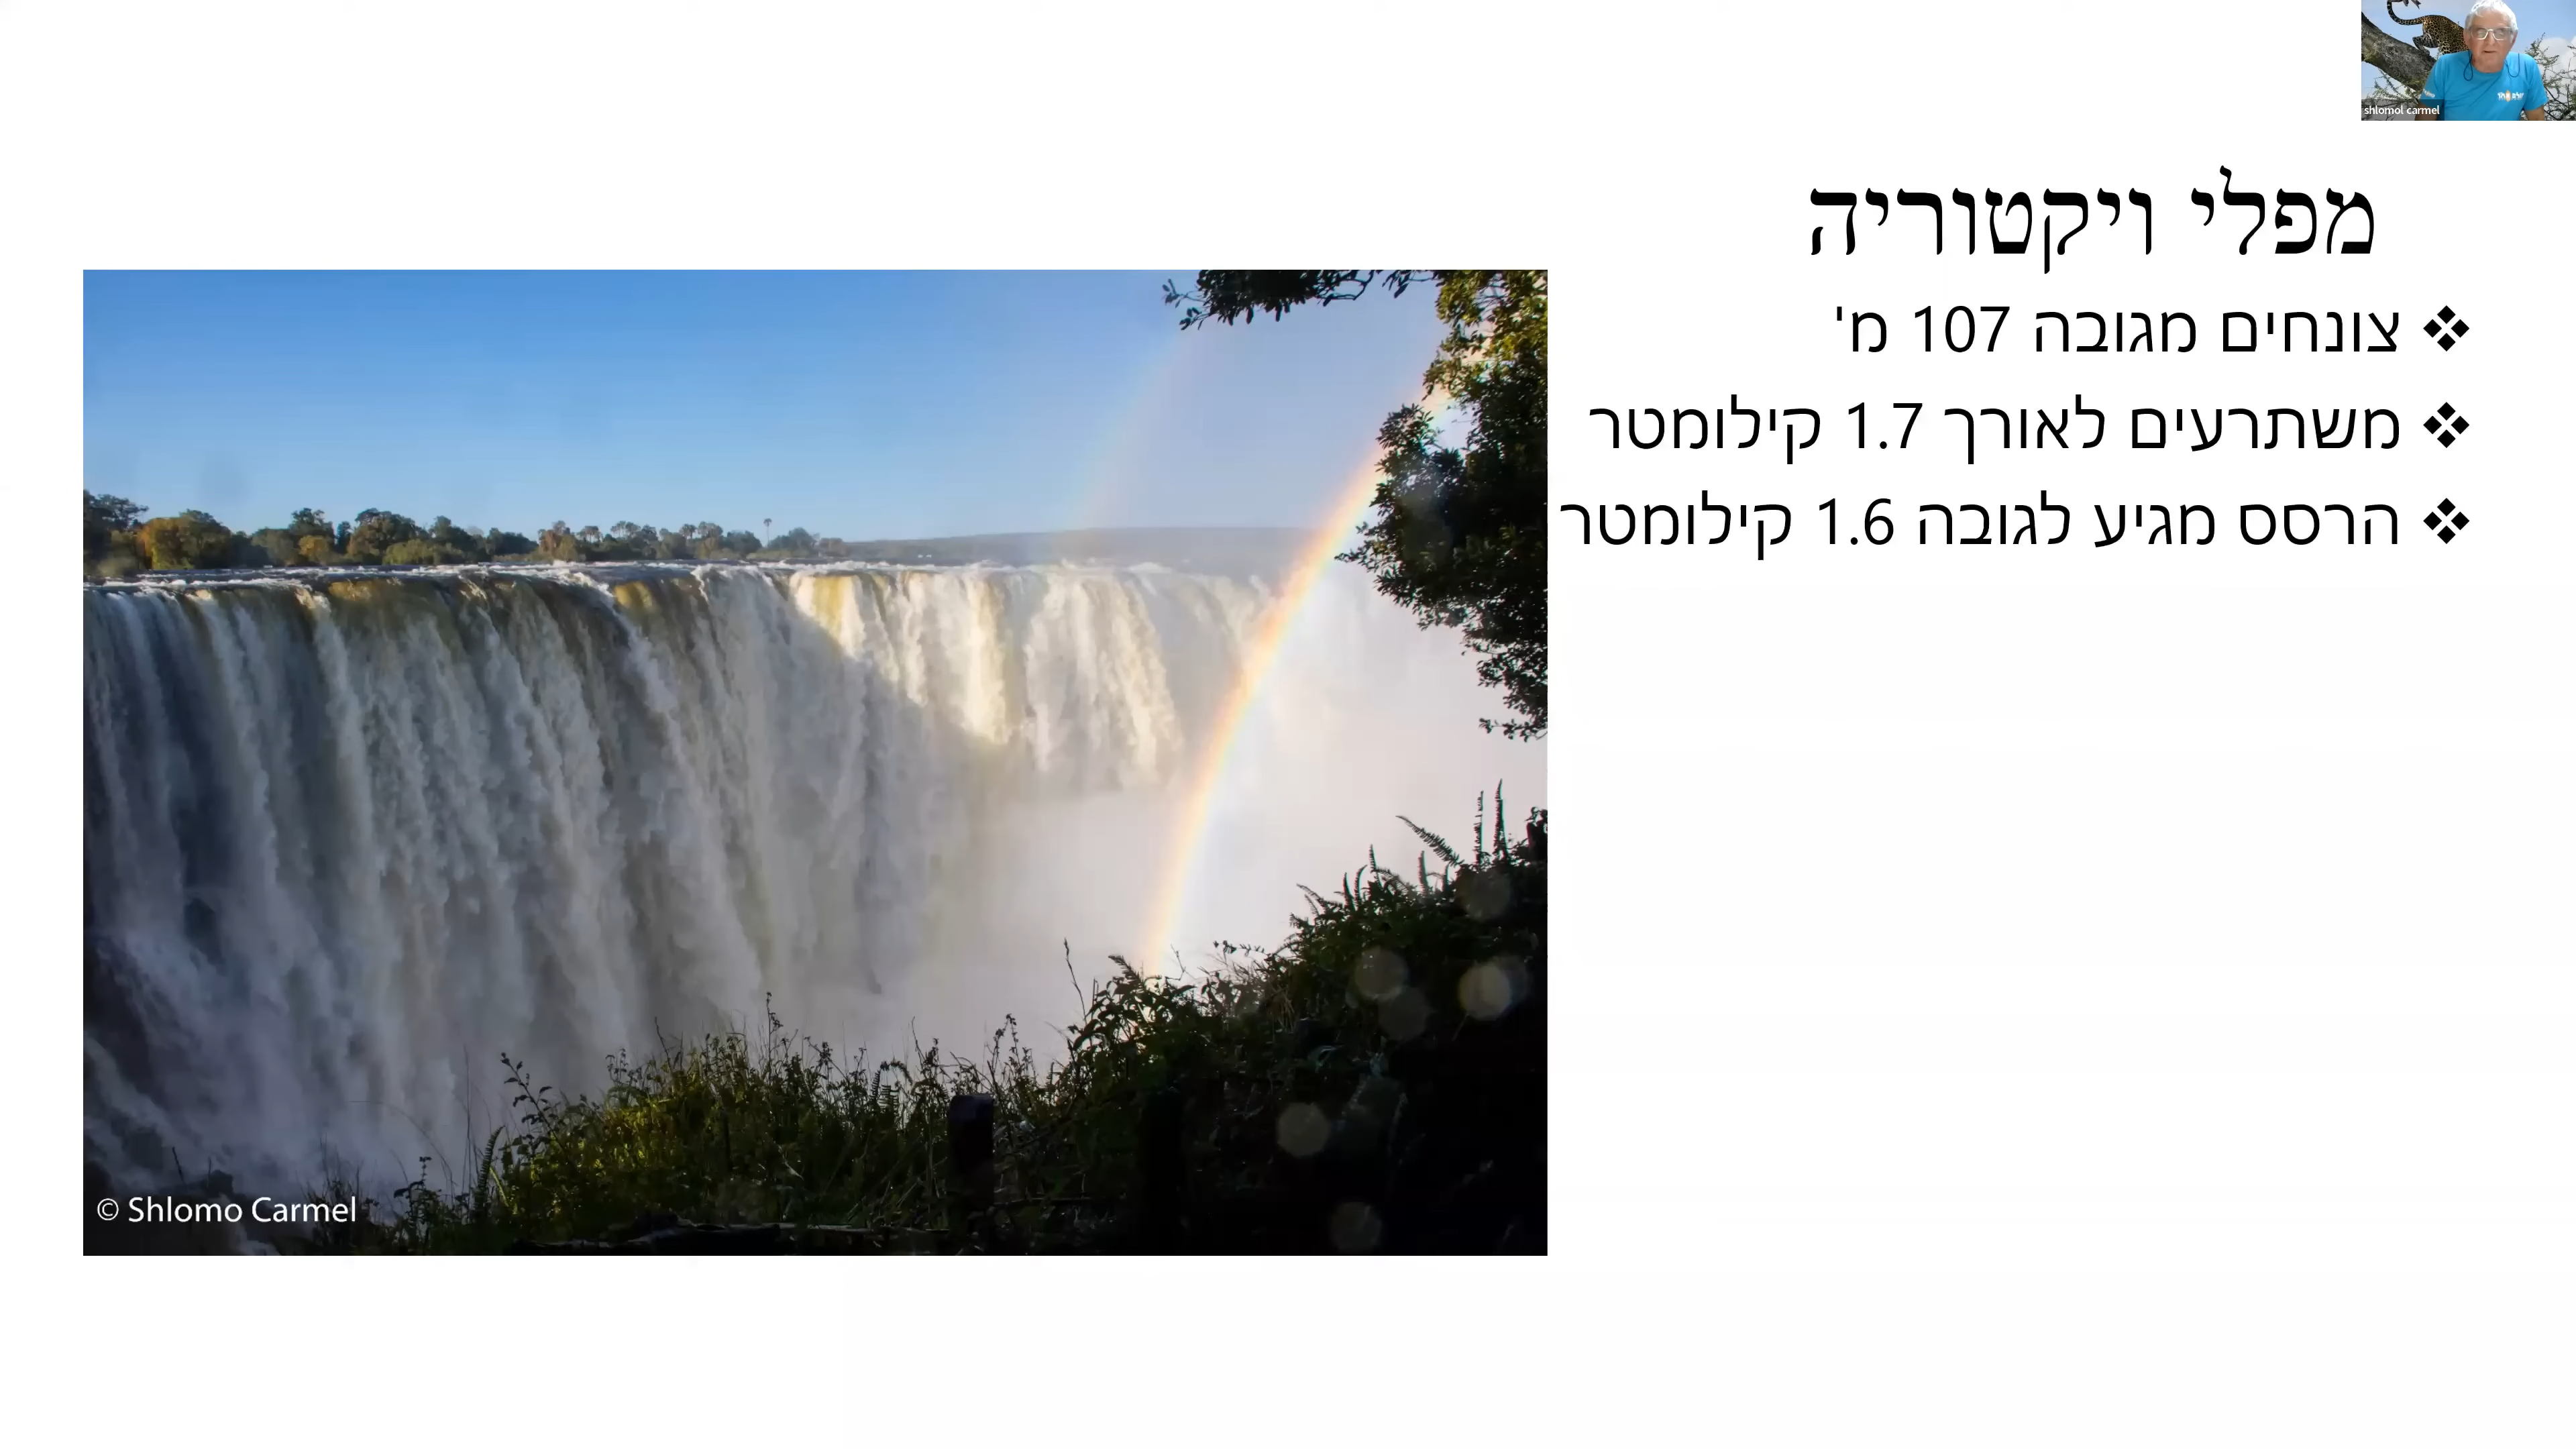 shlomol carmel
מפלי ויקטוריה
❖ צונחים מגובה 107 מ'
❖ משתרעים לאורך 1.7 קילומטר
❖ הרסס מגיע לגובה 1.6 קילומטר
© Shlomo Carmel